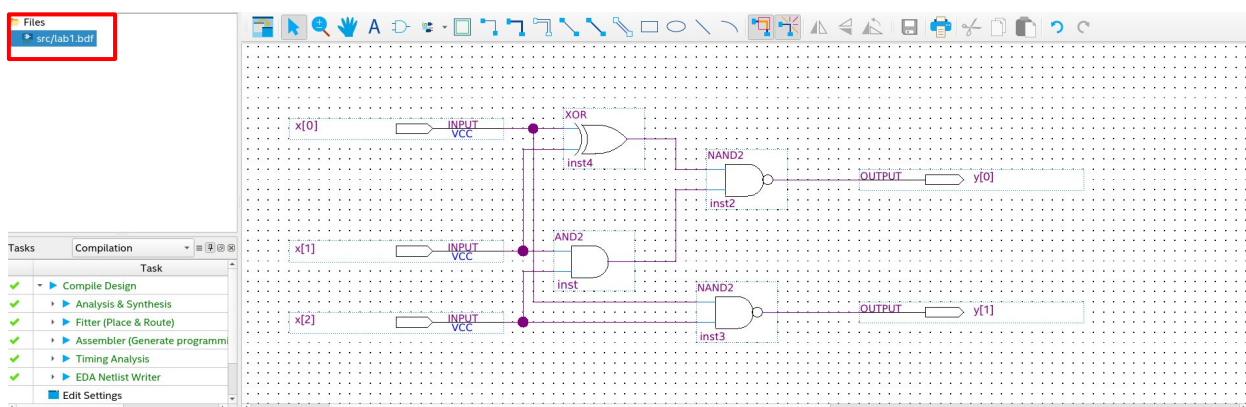 Files
src/lab1.bdf
A
XOR
x[0]
INPUT
VCC
inst4
NAND2
OUTPUT
y[0]
inst2
AND2
x[1]
INPUT
VCC
inst
NAND2
x[2]
INPUT
VCC
OUTPUT
y[1]
inst3
Tasks
Compilation
Task
Compile Design
Analysis & Synthesis
Fitter (Place & Route)
Assembler (Generate programmi
Timing Analysis
EDA Netlist Writer
Edit Settings